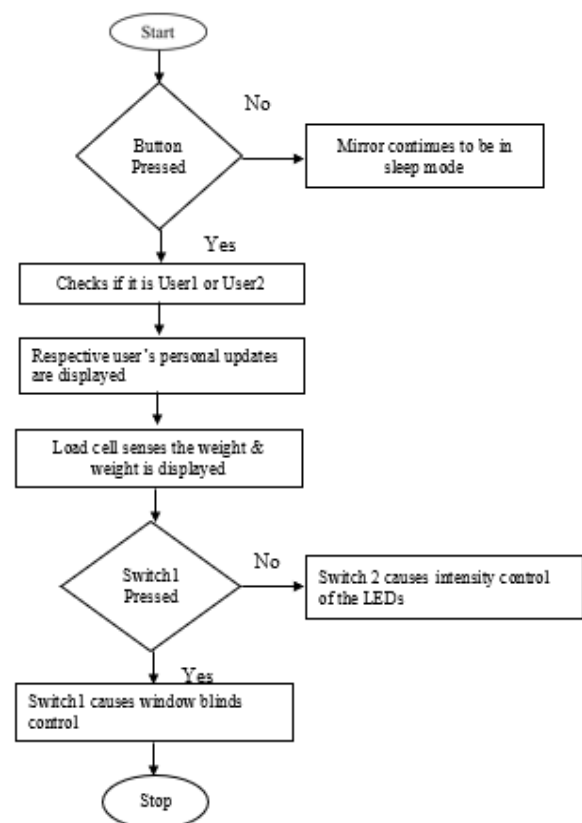 Start
No
Button
Pressed
Mirror continues to be in
sleep mode
Yes
Checks if it is User1 or User2
Respective user's personal updates
are displayed
Load cell senses the weight &
weight is displayed
No
Switch1
Pressed
Switch 2 causes intensity control
of the LEDs
Yes
Switch1 causes window blinds
control
Stop